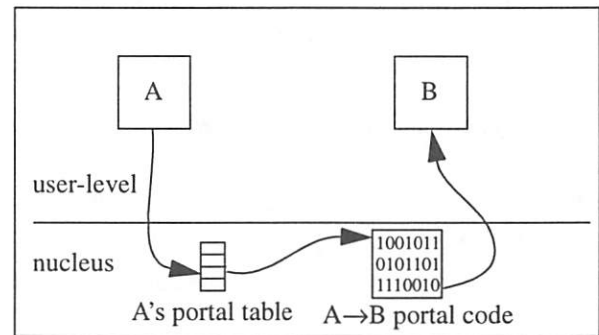 A
B
user-level
nucleus
1001011
0101101
1110010
A's portal table
A→B portal code